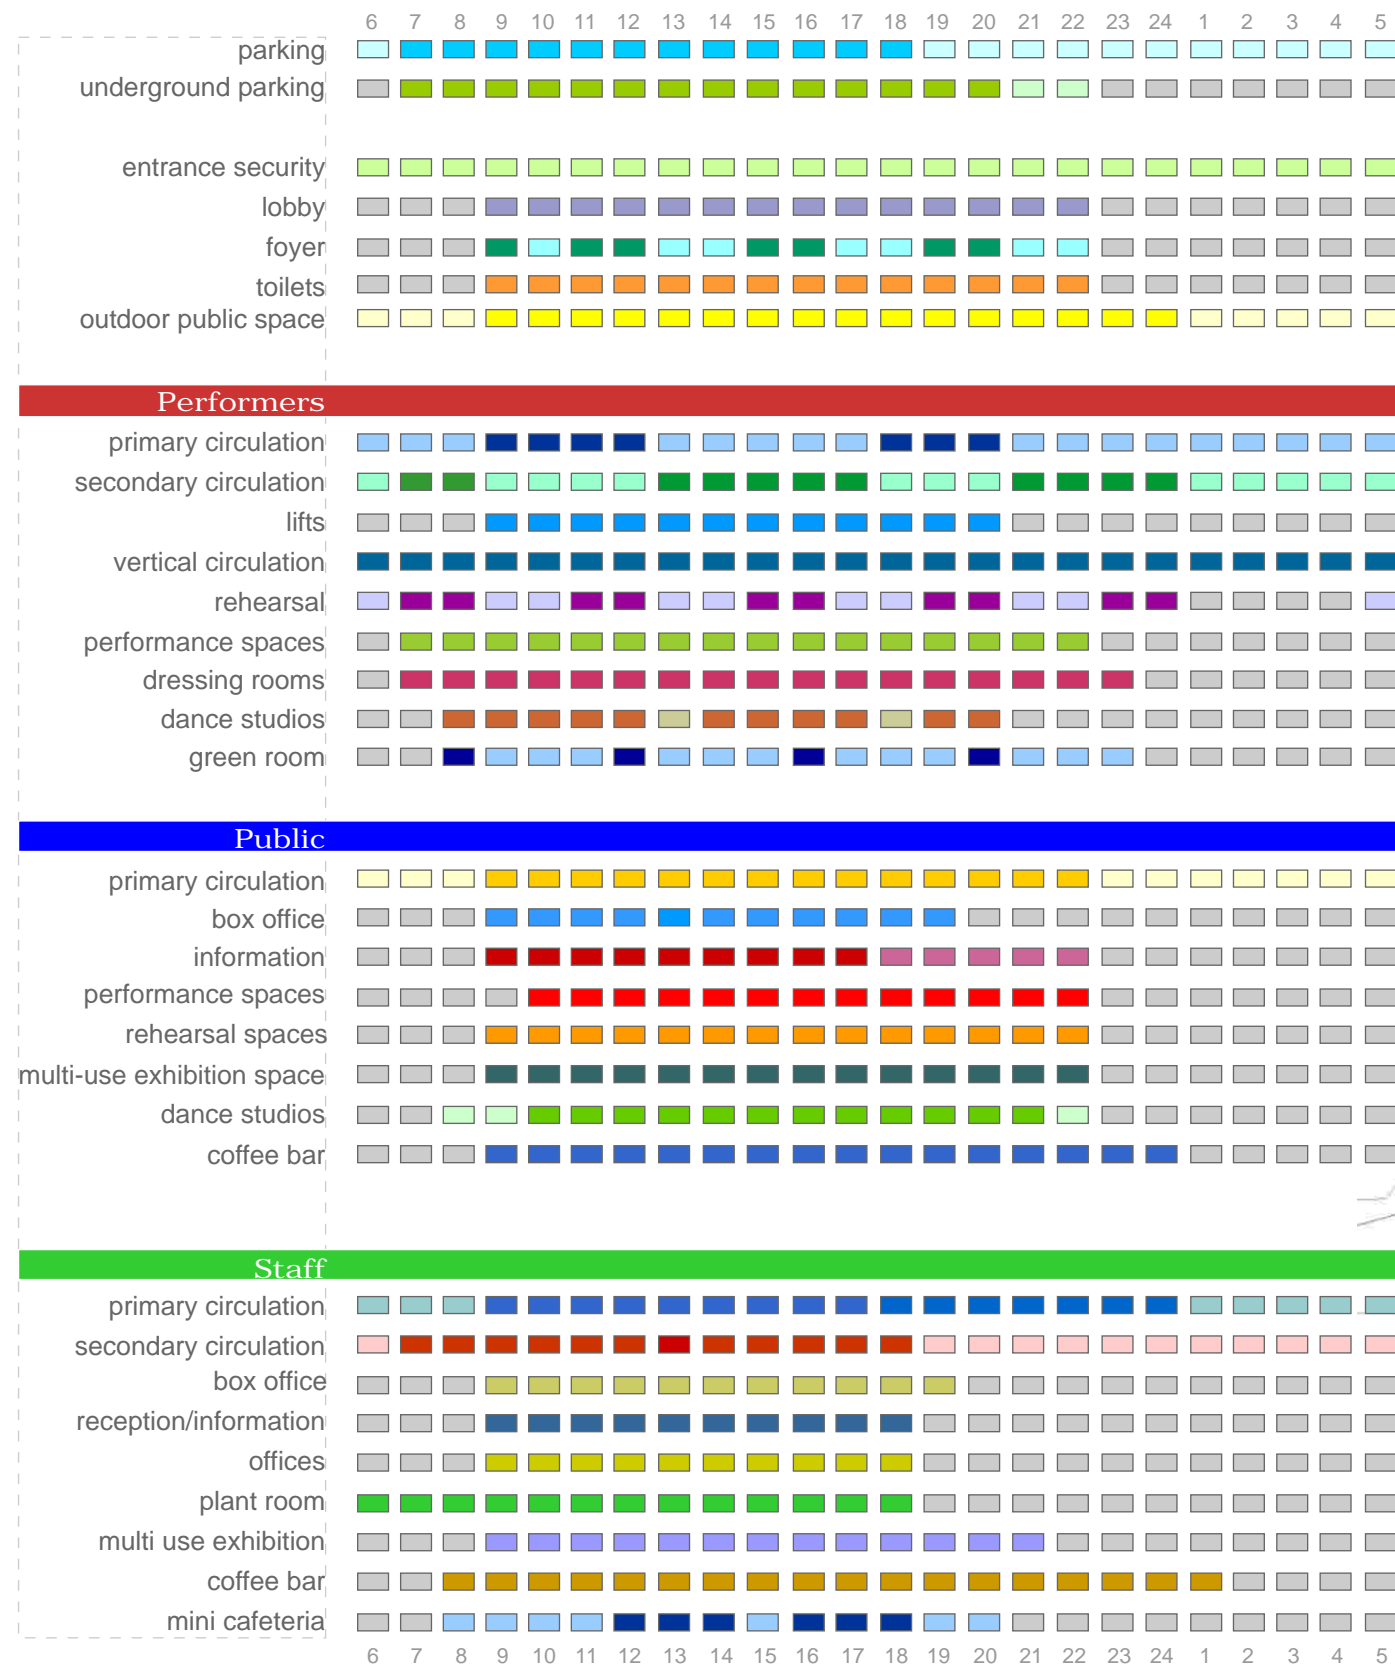 6 7 8 9 10 11 12 13 14 15 16 17 18 19 20 21 22 23 24 1 2 3 4 5
parking
underground parking
entrance security
lobby
foyer
toilets
outdoor public space
Performers
primary circulation
secondary circulation
lifts
vertical circulation
rehearsal
performance spaces
dressing rooms
dance studios
green room
Public
primary circulation
box office
information
performance spaces
rehearsal spaces
multi-use exhibition space
dance studios
coffee bar
Staff
primary circulation
secondary circulation
box office
reception/information
offices
plant room
multi use exhibition
coffee bar
mini cafeteria
6 7 8 9 10 11 12 13 14 15 16 17 18 19 20 21 22 23 24 1 2 3 4 5